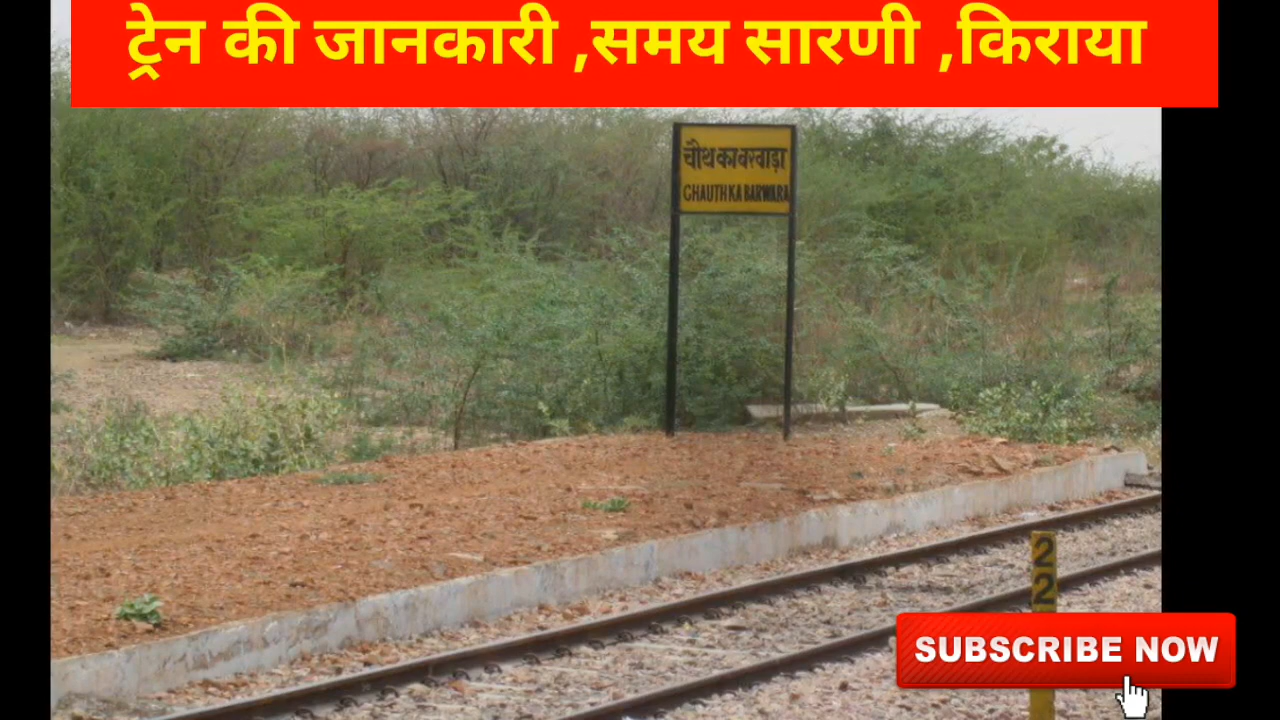 ट्रेन की जानकारी ,समय सारणी ,किराया
चौथ का बरवाड़ा
CHAUTH KA BARWARA
22
SUBSCRIBE NOW